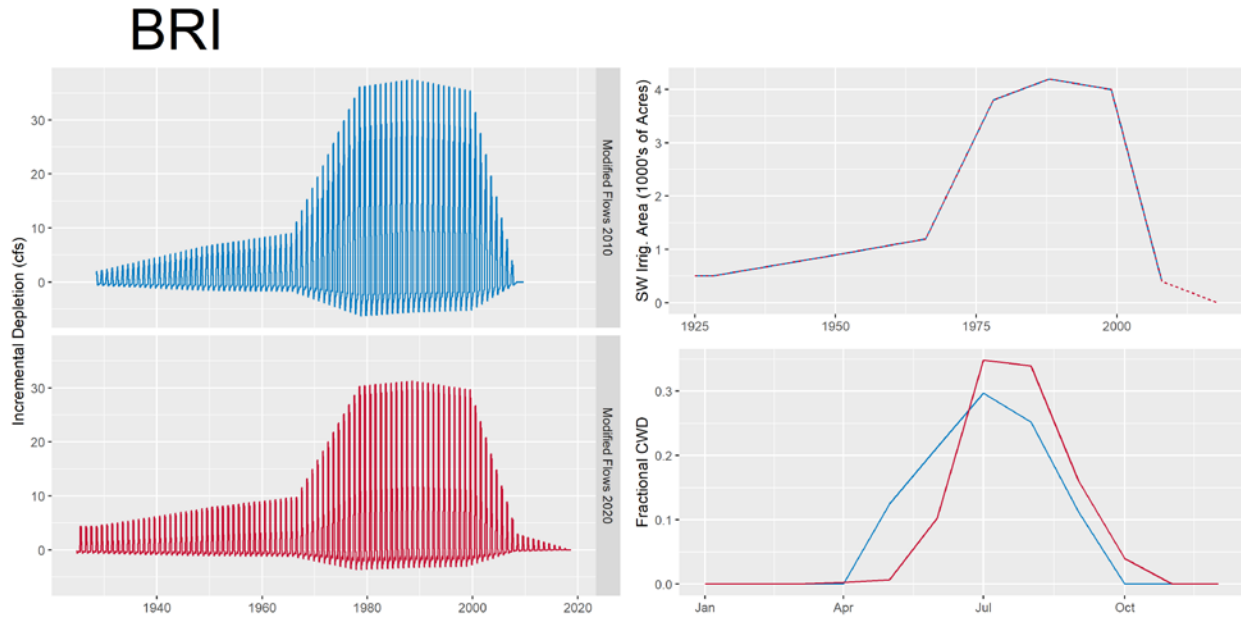 BRI
Incremental Depletion (cfs)
30
20
10
0
Modified Flows 2010
30
20
10
0
Modified Flows 2020
1940 1960 1980 2000 2020
SW Irrig. Area (1000's of Acres)
4
3
2
1
0
1925 1950 1975 2000
Fractional CWD
0.3
0.2
0.1
0.0
Jan Apr Jul Oct